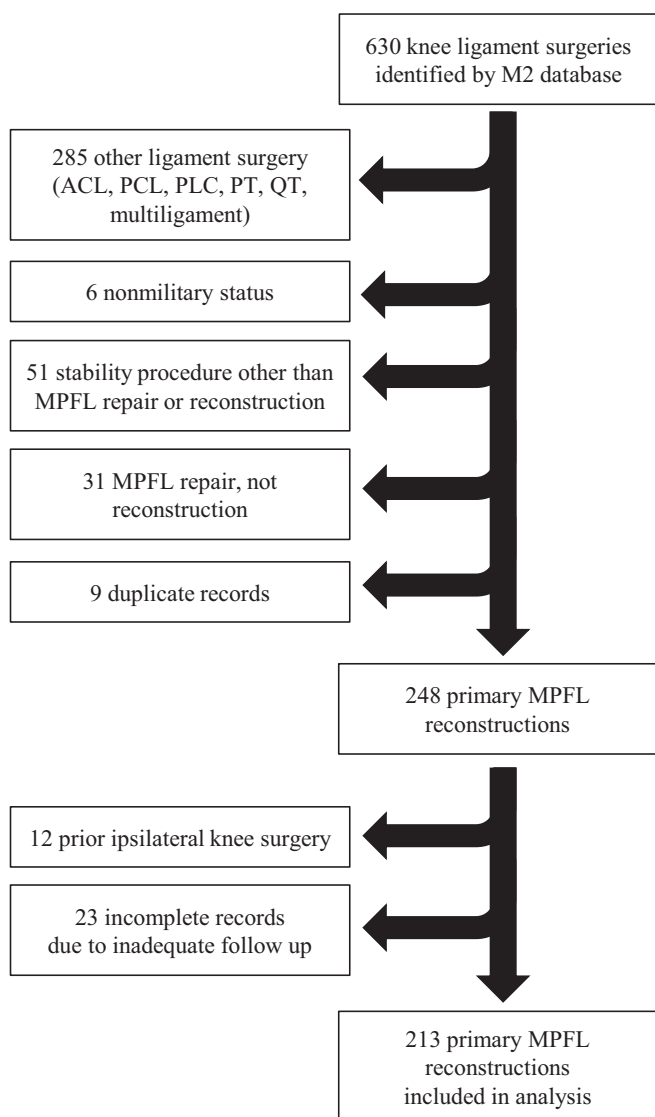 630 knee ligament surgeries
identified by M2 database
285 other ligament surgery
(ACL, PCL, PLC, PT, QT,
multiligament)
6 nonmilitary status
51 stability procedure other than
MPFL repair or reconstruction
31 MPFL repair, not
reconstruction
9 duplicate records
248 primary MPFL
reconstructions
12 prior ipsilateral knee surgery
23 incomplete records
due to inadequate follow up
213 primary MPFL
reconstructions
included in analysis